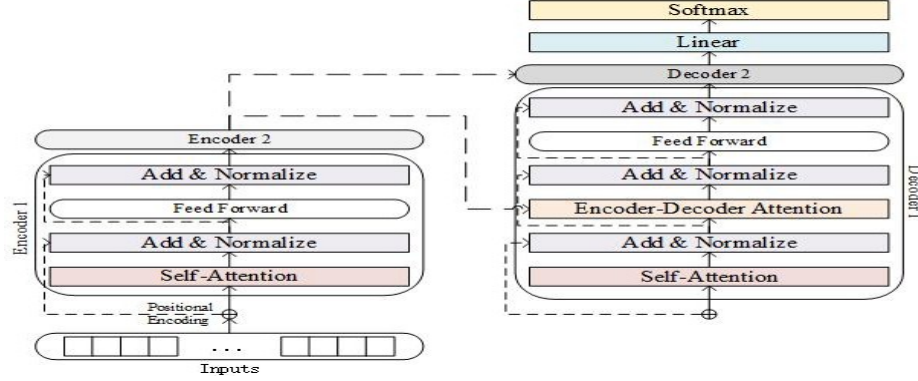 Softmax
Linear
Decoder 2
Add & Normalize
Feed Forward
Add & Normalize
Encoder-Decoder Attention
Add & Normalize
Self-Attention
Decoder1
Encoder 2
Add & Normalize
Feed Forward
Add & Normalize
Self-Attention
Encoder 1
Positional
Encoding
...
Inputs